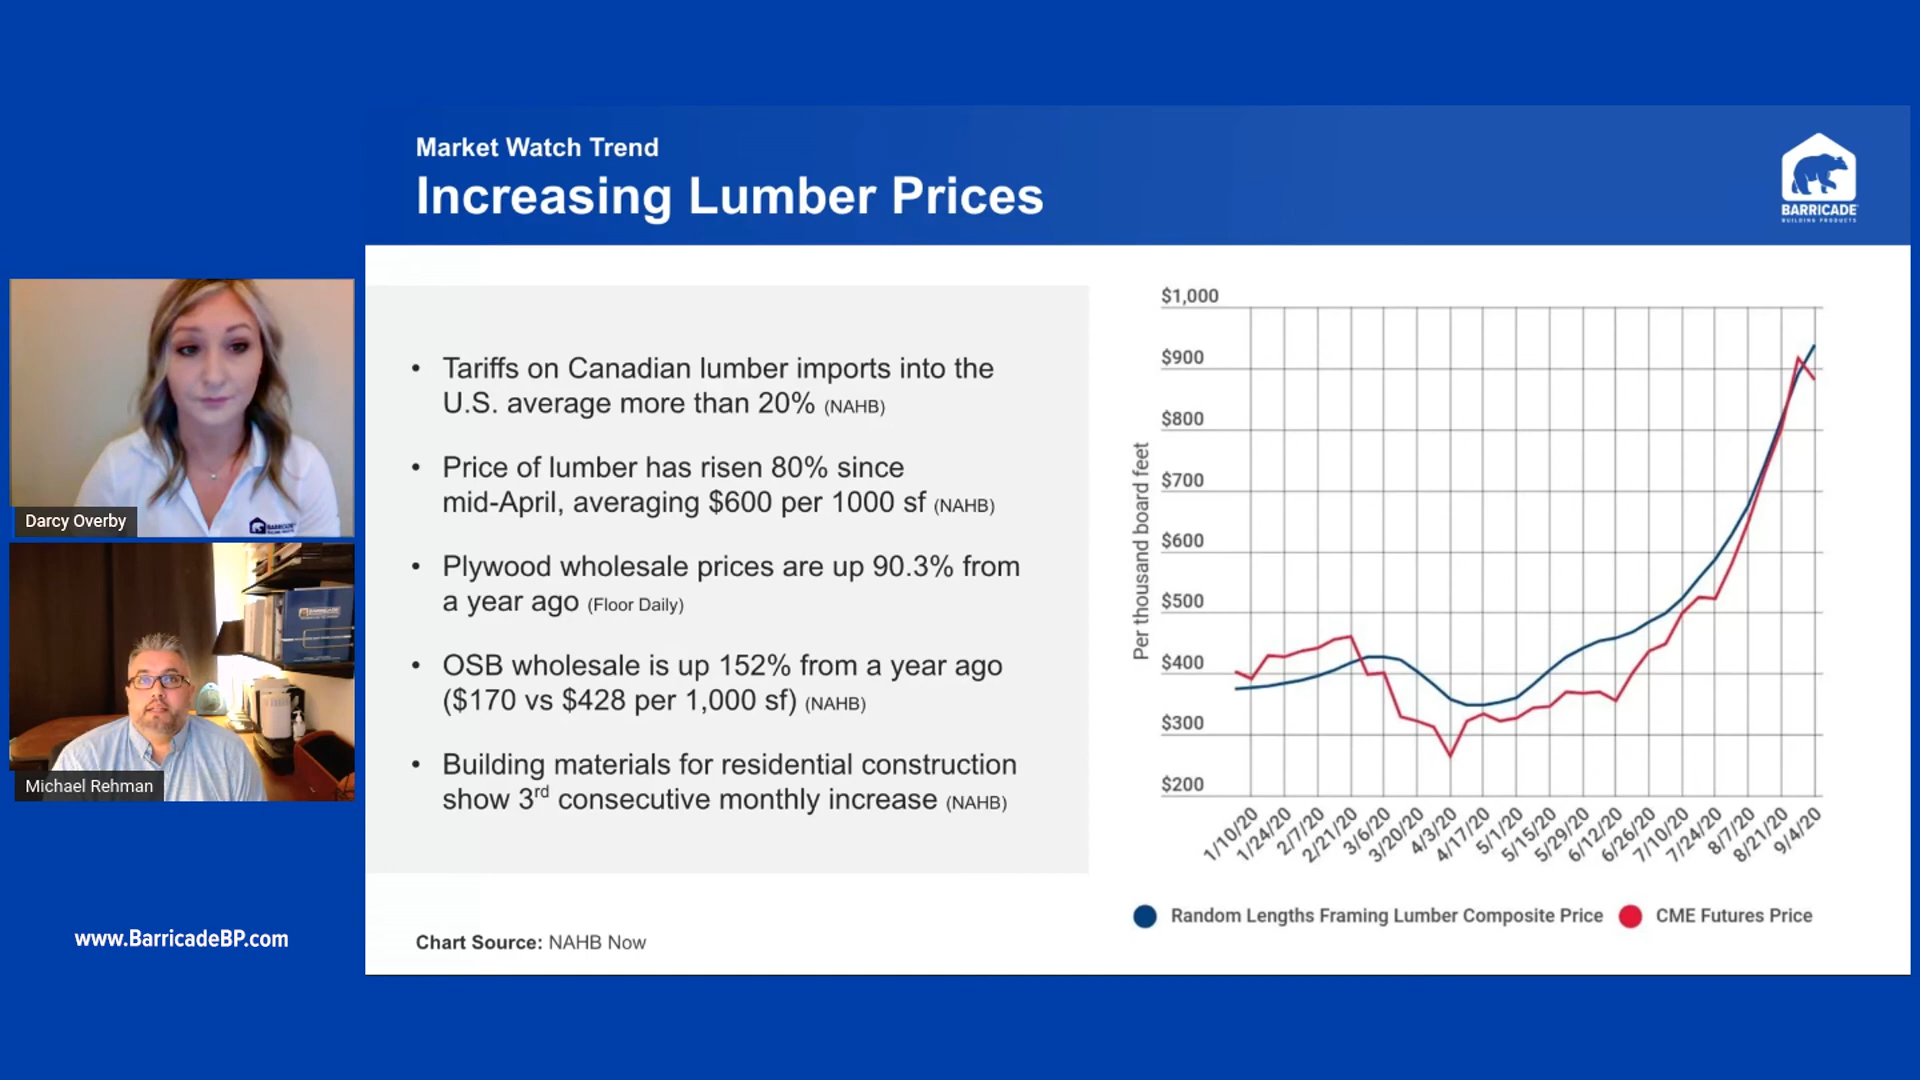 Market Watch Trend
Increasing Lumber Prices
BARRICADE
BUILDING PRODUCTS
• Tariffs on Canadian lumber imports into the
U.S. average more than 20% (NAHB)
• Price of lumber has risen 80% since
mid-April, averaging $600 per 1000 sf (NAHB)
• Plywood wholesale prices are up 90.3% from
a year ago (Floor Daily)
• OSB wholesale is up 152% from a year ago
($170 vs $428 per 1,000 sf) (NAHB)
• Building materials for residential construction
show 3rd consecutive monthly increase (NAHB)
Chart Source: NAHB Now
Per thousand board feet
$1,000
$900
$800
$700
$600
$500
$400
$300
$200
1/10/20
1/24/20
2/7/20
2/21/20
3/6/20
3/20/20
4/3/20
4/17/20
5/1/20
5/15/20
5/29/20
6/12/20
6/26/20
7/10/20
7/24/20
8/7/20
8/21/20
9/4/20
Random Lengths Framing Lumber Composite Price
CME Futures Price
BARRICADE
Darcy Overby
BARRICADE
Michael Rehman
www.BarricadeBP.com